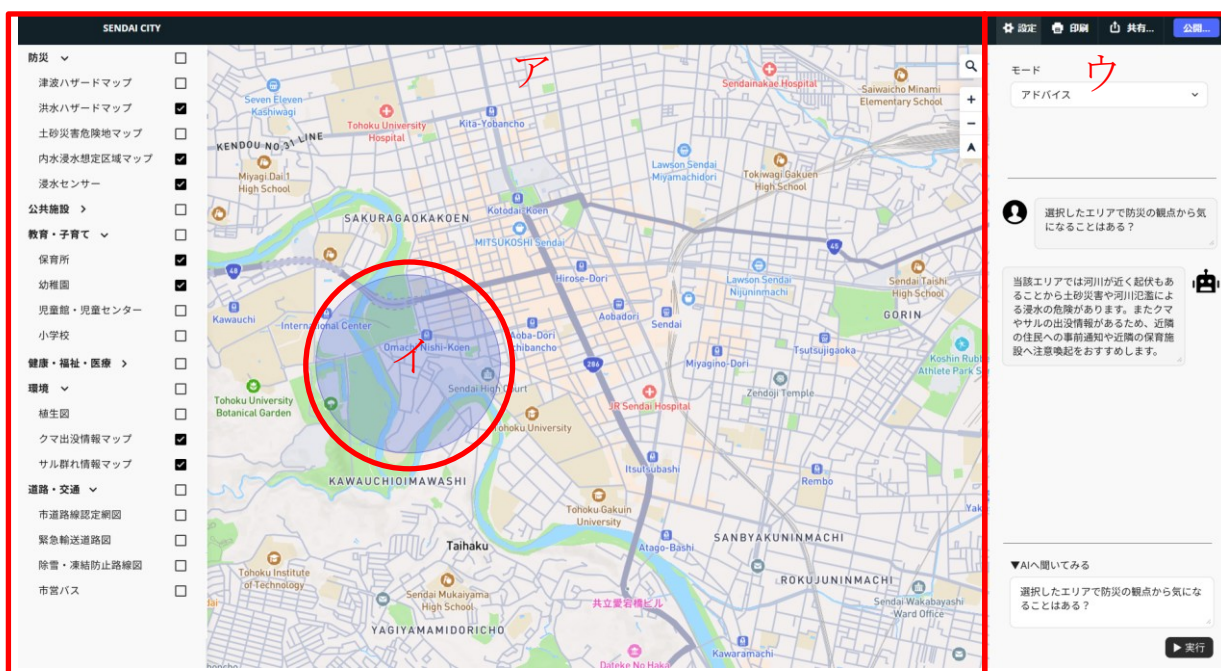 SENDAI CITY
設定
印刷
共有...
公開...
防災
津波ハザードマップ
洪水ハザードマップ
土砂災害危険地マップ
内水浸水想定区域マップ
浸水センサー
公共施設
教育・子育て
保育所
幼稚園
児童館・児童センター
小学校
健康・福祉・医療
環境
植生図
クマ出没情報マップ
サル群れ情報マップ
道路・交通
市道路線認定網図
緊急輸送道路図
除雪・凍結防止路線図
市営バス
ア
Sendainakae Hospital
Saiwaicho Minami
Elementary School
Seven Eleven
Kashiwagi
Tohoku University
Hospital
Kita-Yobancho
KENDOU NO.31 LINE
Miyagi Dai 1
High School
Lawson Sendai
Miyamachidori
Tokiwagi Gakuen
High School
SAKURAGAOKAKOEN
Kotodai-Koen
MITSUKOSHI Sendai
45
48
Hirose-Dori
Lawson Sendai
Nijuninmachi
Sendai Taishi
High School
Kawauchi
International Center
Aobadori
Sendai
GORIN
Omachi Nishi-Koen
イ
Aoba-Dori
Ichibancho
Tsutsujigaoka
286
Miyagino-Dori
Koshin Rubb
Athlete Park S
Sendai High Court
Zendoji Temple
Tohoku University
Botanical Garden
JR Sendai Hospital
Tohoku University
Itsutsubashi
KAWAUCHIOIMAWASHI
Rembo
Tohoku Gakuin
University
Yak
SANBYAKUNINMACHI
Taihaku
Atago-Bashi
Tohoku Institute
of Technology
ROKUJUNINMACHI
Sendai Mukaiyama
High School
共立愛宕橋ビル
Sendai Wakabayashi
Ward Office
YAGIYAMAMIDORICHO
Kawaramachi
Dateke No Haka
ウ
モード
アドバイス
選択したエリアで防災の観点から気
になることはある？
当該エリアでは河川が近く起伏もあ
ることから土砂災害や河川氾濫によ
る浸水の危険があります。またクマ
やサルの出没情報があるため、近隣
の住民への事前通知や近隣の保育施
設へ注意喚起をおすすめします。
▼AIへ聞いてみる
選択したエリアで防災の観点から気にな
ることはある？
▶実行